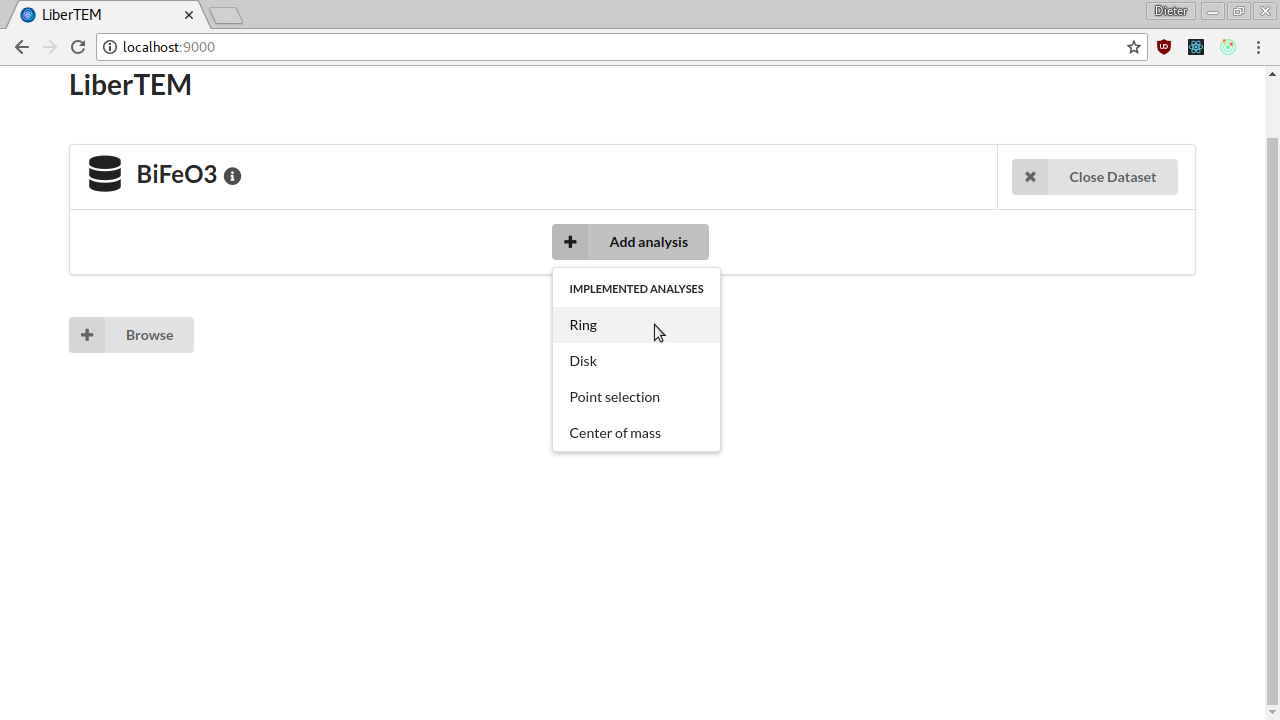 LiberTEM
Dieter
localhost:9000
LiberTEM
BiFeO3
Close Dataset
Add analysis
IMPLEMENTED ANALYSES
Ring
Browse
Disk
Point selection
Center of mass